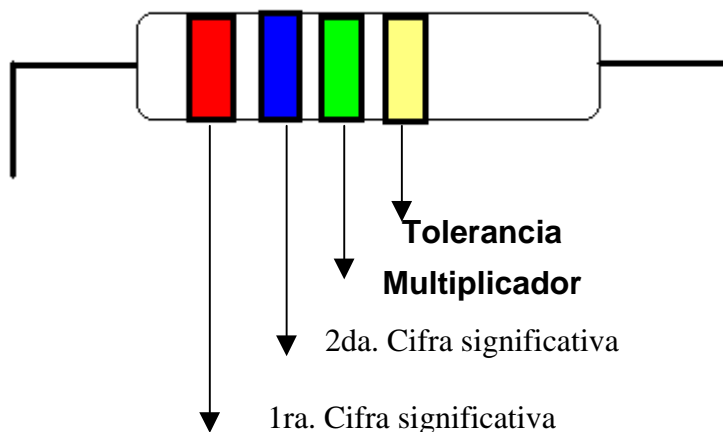 Tolerancia
Multiplicador
2da. Cifra significativa
1ra. Cifra significativa